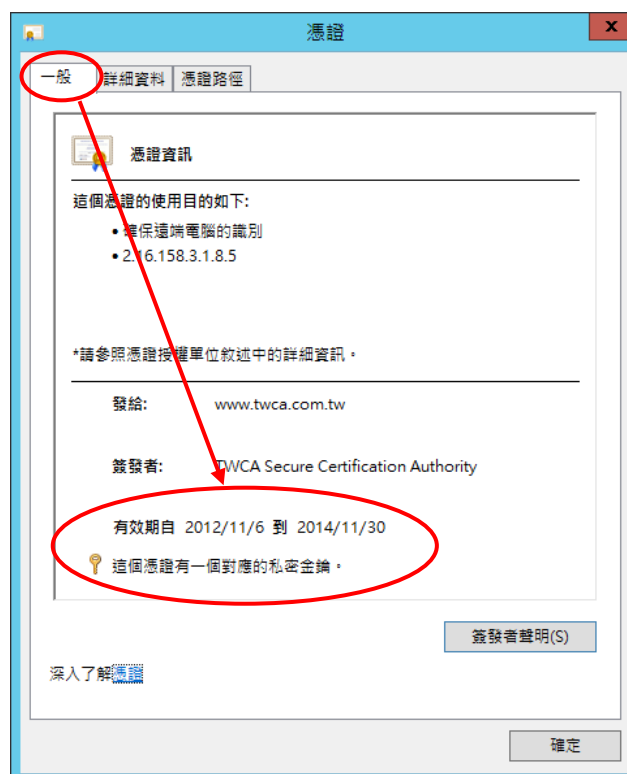 憑證
x
一般 詳細資料 憑證路徑
憑證資訊
這個憑證的使用目的如下:
• 確保遠端電腦的識別
• 2.16.158.3.1.8.5
*請參照憑證授權單位敘述中的詳細資訊。
發給: www.twca.com.tw
簽發者: TWCA Secure Certification Authority
有效期自 2012/11/6 到 2014/11/30
這個憑證有一個對應的私密金鑰。
簽發者聲明(S)
深入了解憑證
確定